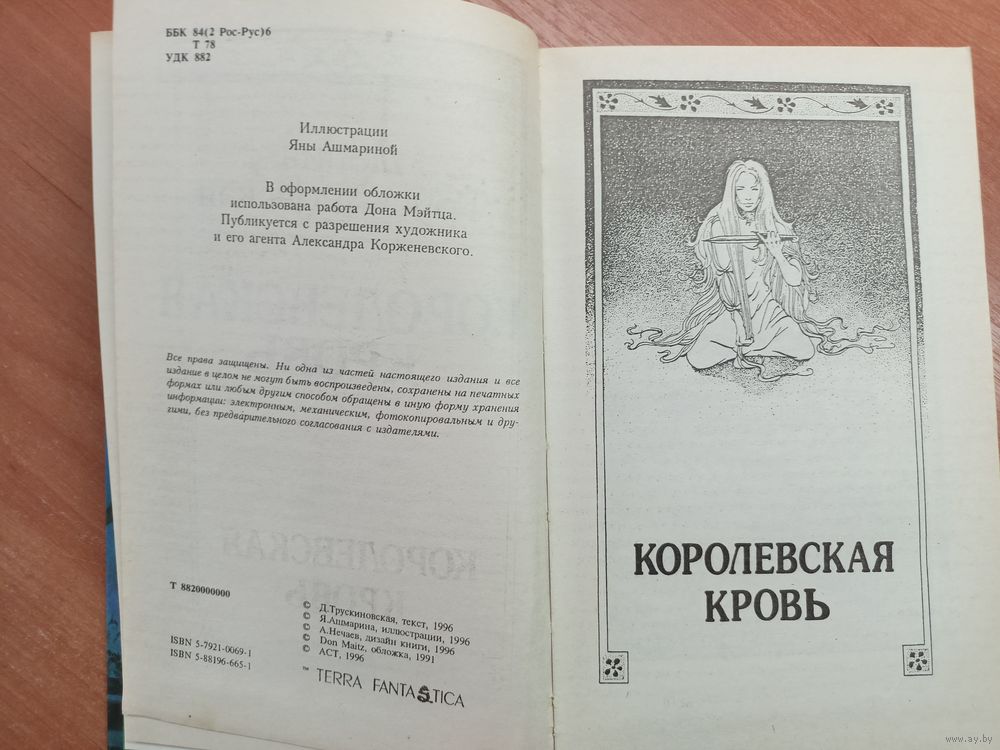 ББК 84(2 Рос-Рус)6
Т 78
УДК 882
Иллюстрации
Яны Ашмариной
В оформлении обложки
использована работа Дона Мэйтца.
Публикуется с разрешения художника
и его агента Александра Корженевского.
Все права защищены. Ни одна из частей настоящего издания и все
издание в целом не могут быть воспроизведены, сохранены на печатных
формах или любым другим способом обращены в иную форму хранения
информации: электронным, механическим, фотокопировальным и дру-
гими, без предварительного согласования с издателями.
Т 8820000000
© Д.Трускиновская, текст, 1996
© Я.Ашмарина, иллюстрации, 1996
© А.Нечаев, дизайн книги, 1996
© Don Maitz, обложка, 1991
© АСТ, 1996
ISBN 5-7921-0069-1
ISBN 5-88196-665-1
™ TERRA FANTASTICA
КОРОЛЕВСКАЯ
КРОВЬ
www.ay.by